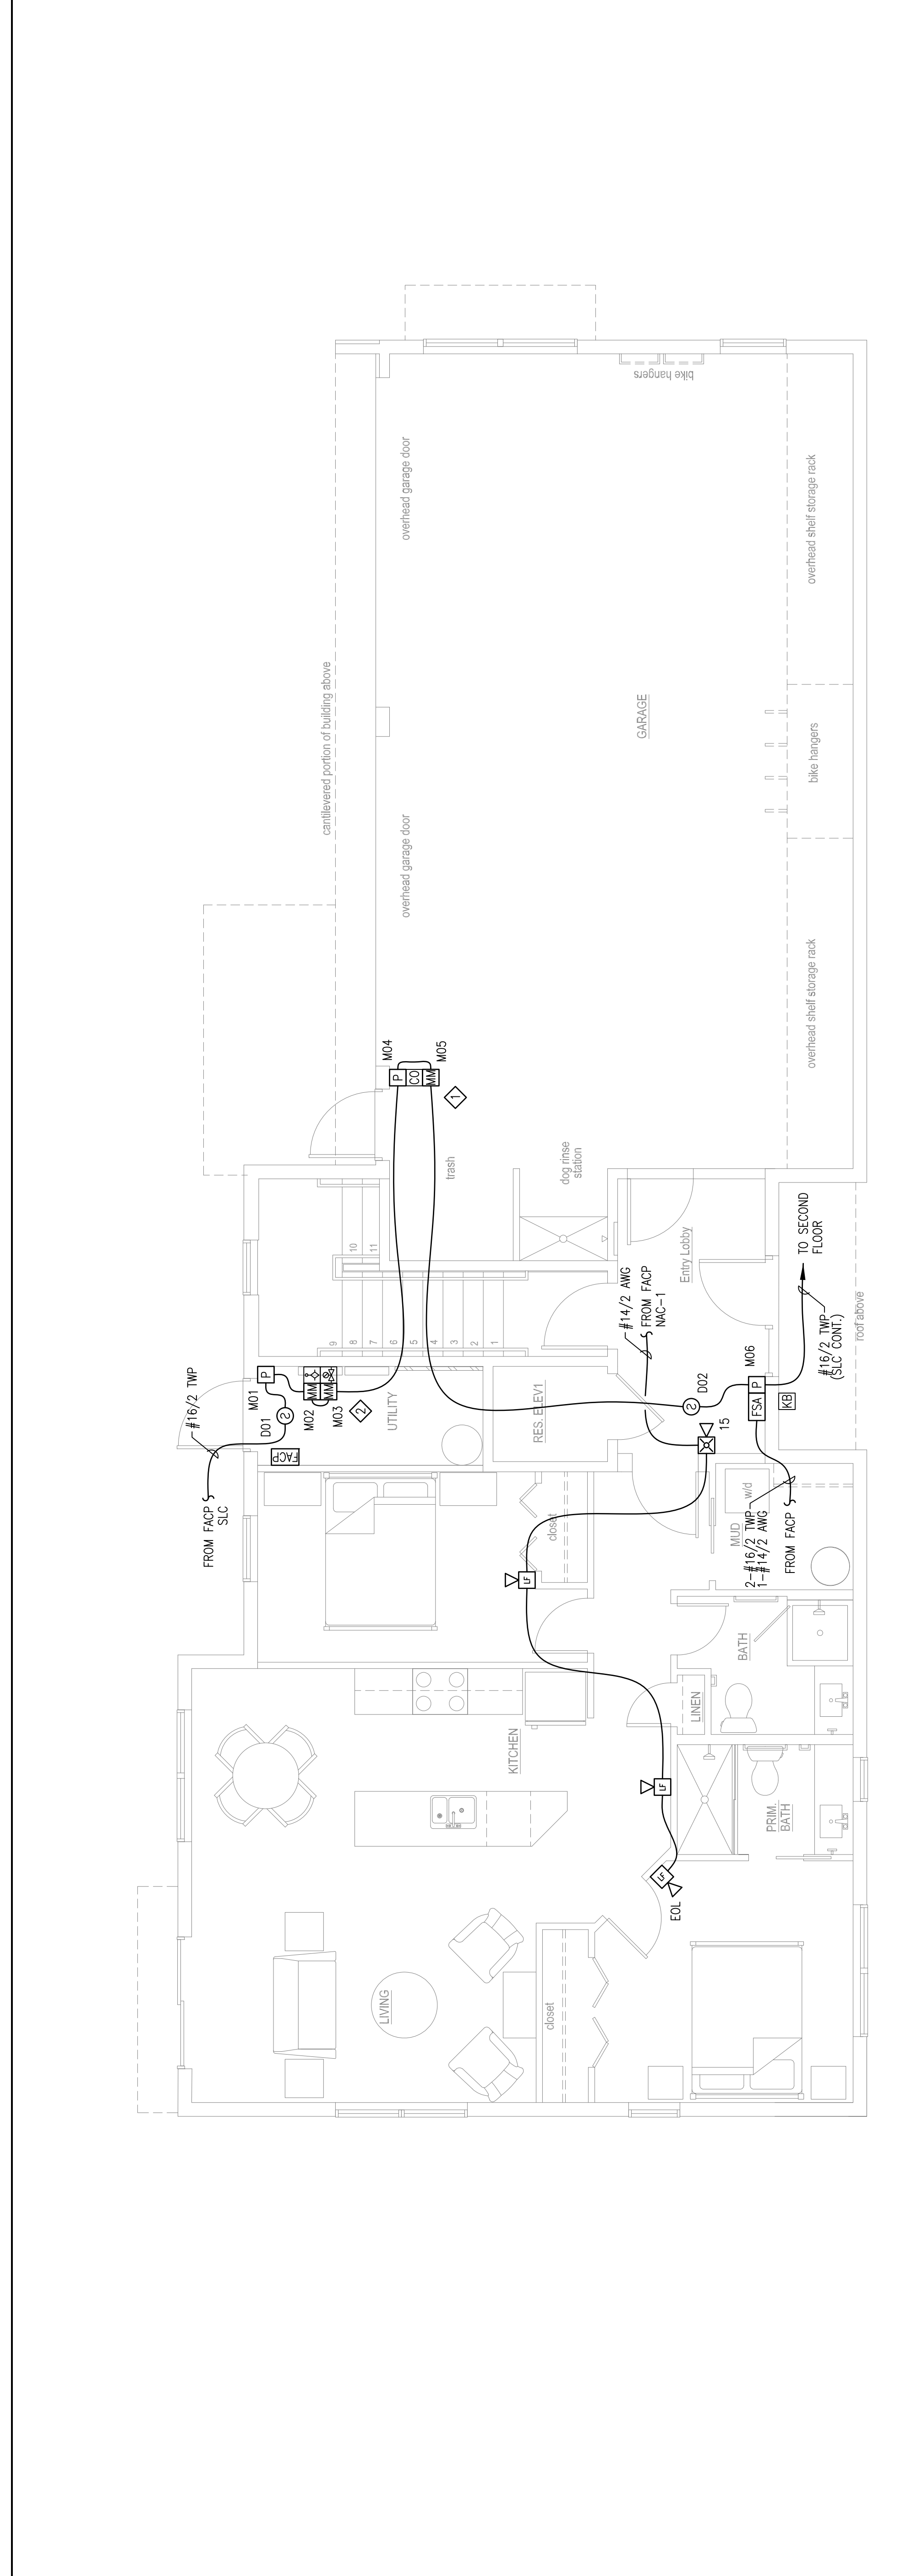 #16/2 TWP
FROM FACP
SLC
D01
M01
P
2
FACP
M02
M03
MM
MM
2
UTILITY
M04
P
CO
MM
M05
1
cantilevered portion of building above
overhead garage door
overhead garage door
bike hangers
overhead shelf storage rack
GARAGE
bike hangers
overhead shelf storage rack
trash
dog rinse
station
9
8
7
6
5
4
3
2
1
10
11
RES. ELEV1
#14/2 AWG
FROM FACP
NAC-1
Entry Lobby
TO SECOND
FLOOR
#16/2 TWP
(SLC CONT.)
roof above
D02
2
M06
FSA
P
KB
15
MUD
w/d
2-#16/2 TWP
1-#14/2 AWG
FROM FACP
closet
LF
BATH
LINEN
KITCHEN
LF
PRIM.
BATH
LF
EOL
LIVING
closet